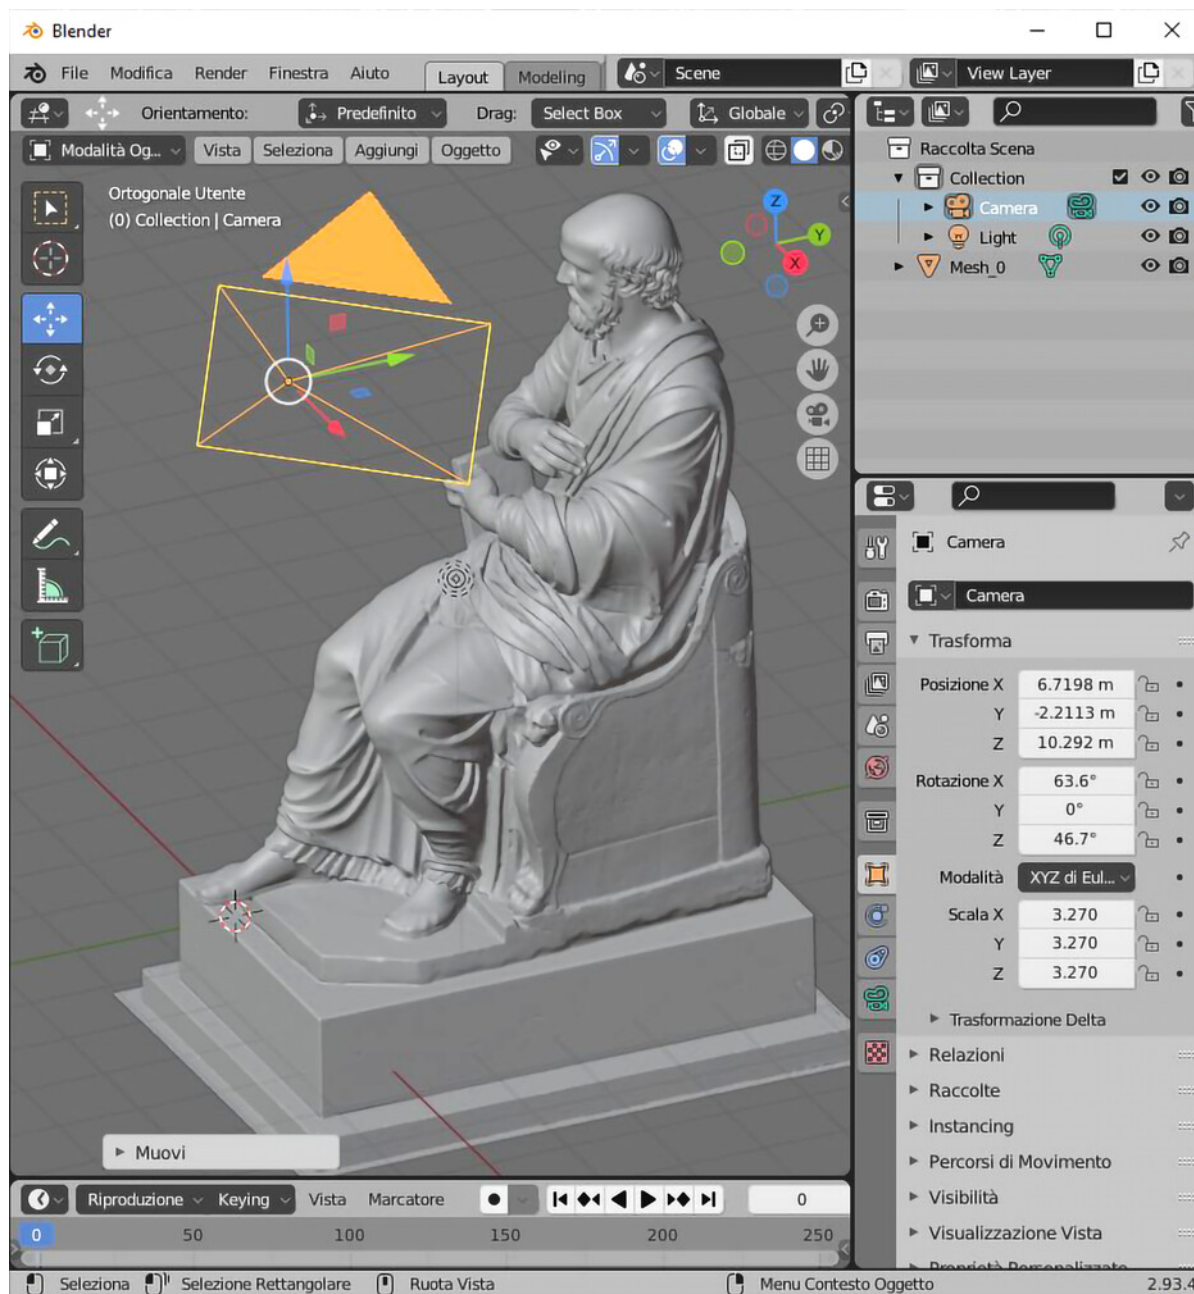 Blender
File Modifica Render Finestra Aiuto Layout Modeling Scene View Layer
Orientamento: Predefinito Drag: Select Box Globale
Modalità Og... Vista Seleziona Aggiungi Oggetto
Ortogonale Utente
(0) Collection | Camera
Z
Y
X
Muovi
Raccolta Scena
Collection
Camera
Light
Mesh_0
Camera
Camera
Trasforma
Posizione X 6.7198 m
Y -2.2113 m
Z 10.292 m
Rotazione X 63.6°
Y 0°
Z 46.7°
Modalità XYZ di Eul...
Scala X 3.270
Y 3.270
Z 3.270
Trasformazione Delta
Relazioni
Raccolte
Instancing
Percorsi di Movimento
Visibilità
Visualizzazione Vista
Proprietà Personalizzate
Riproduzione Keying Vista Marcatore 0
0 50 100 150 200 250
Seleziona Selezione Rettangolare Ruota Vista Menu Contesto Oggetto 2.93.4